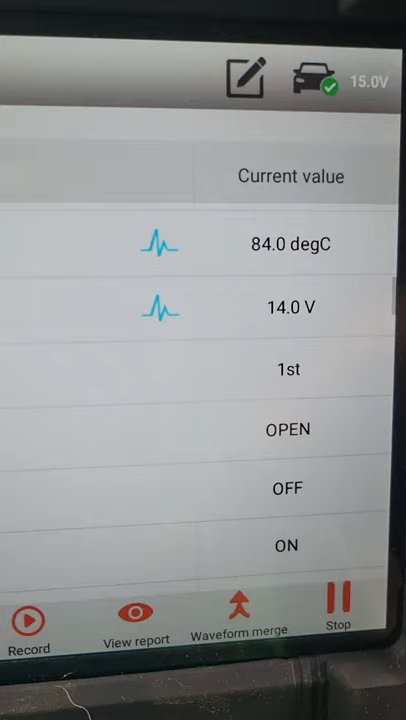 15.0V
Current value
84.0 degC
14.0 V
1st
OPEN
OFF
ON
Record
View report
Waveform merge
Stop